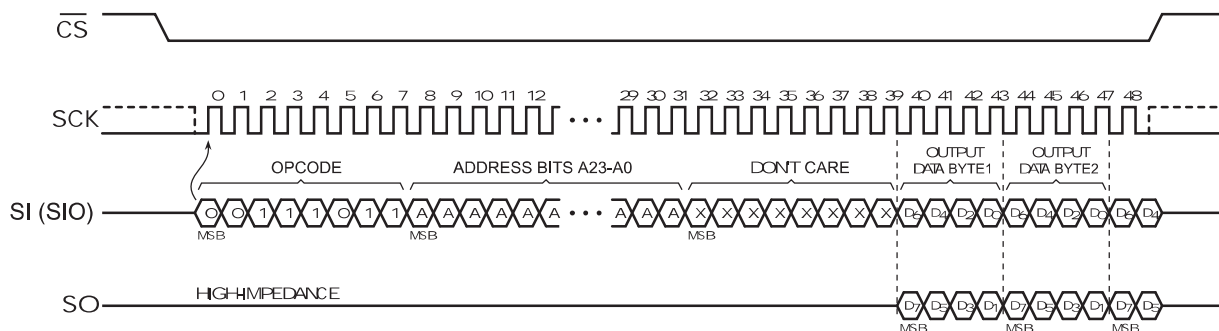 CS
SCK
0 1 2 3 4 5 6 7 8 9 10 11 12 29 30 31 32 33 34 35 36 37 38 39 40 41 42 43 44 45 46 47 48
OPCODE
ADDRESS BITS A23-A0
DON'T CARE
OUTPUT
DATA BYTE1
OUTPUT
DATA BYTE2
SI (SIO)
0 0 1 1 1 0 1 1 A A A A A A ••• A A A X X X X X X X X D6 D4 D2 D0 D6 D4 D2 D0 D6 D4
MSB MSB MSB
SO
HIGH-IMPEDANCE
D7 D5 D3 D1 D7 D5 D3 D1 D7 D5
MSB MSB MSB